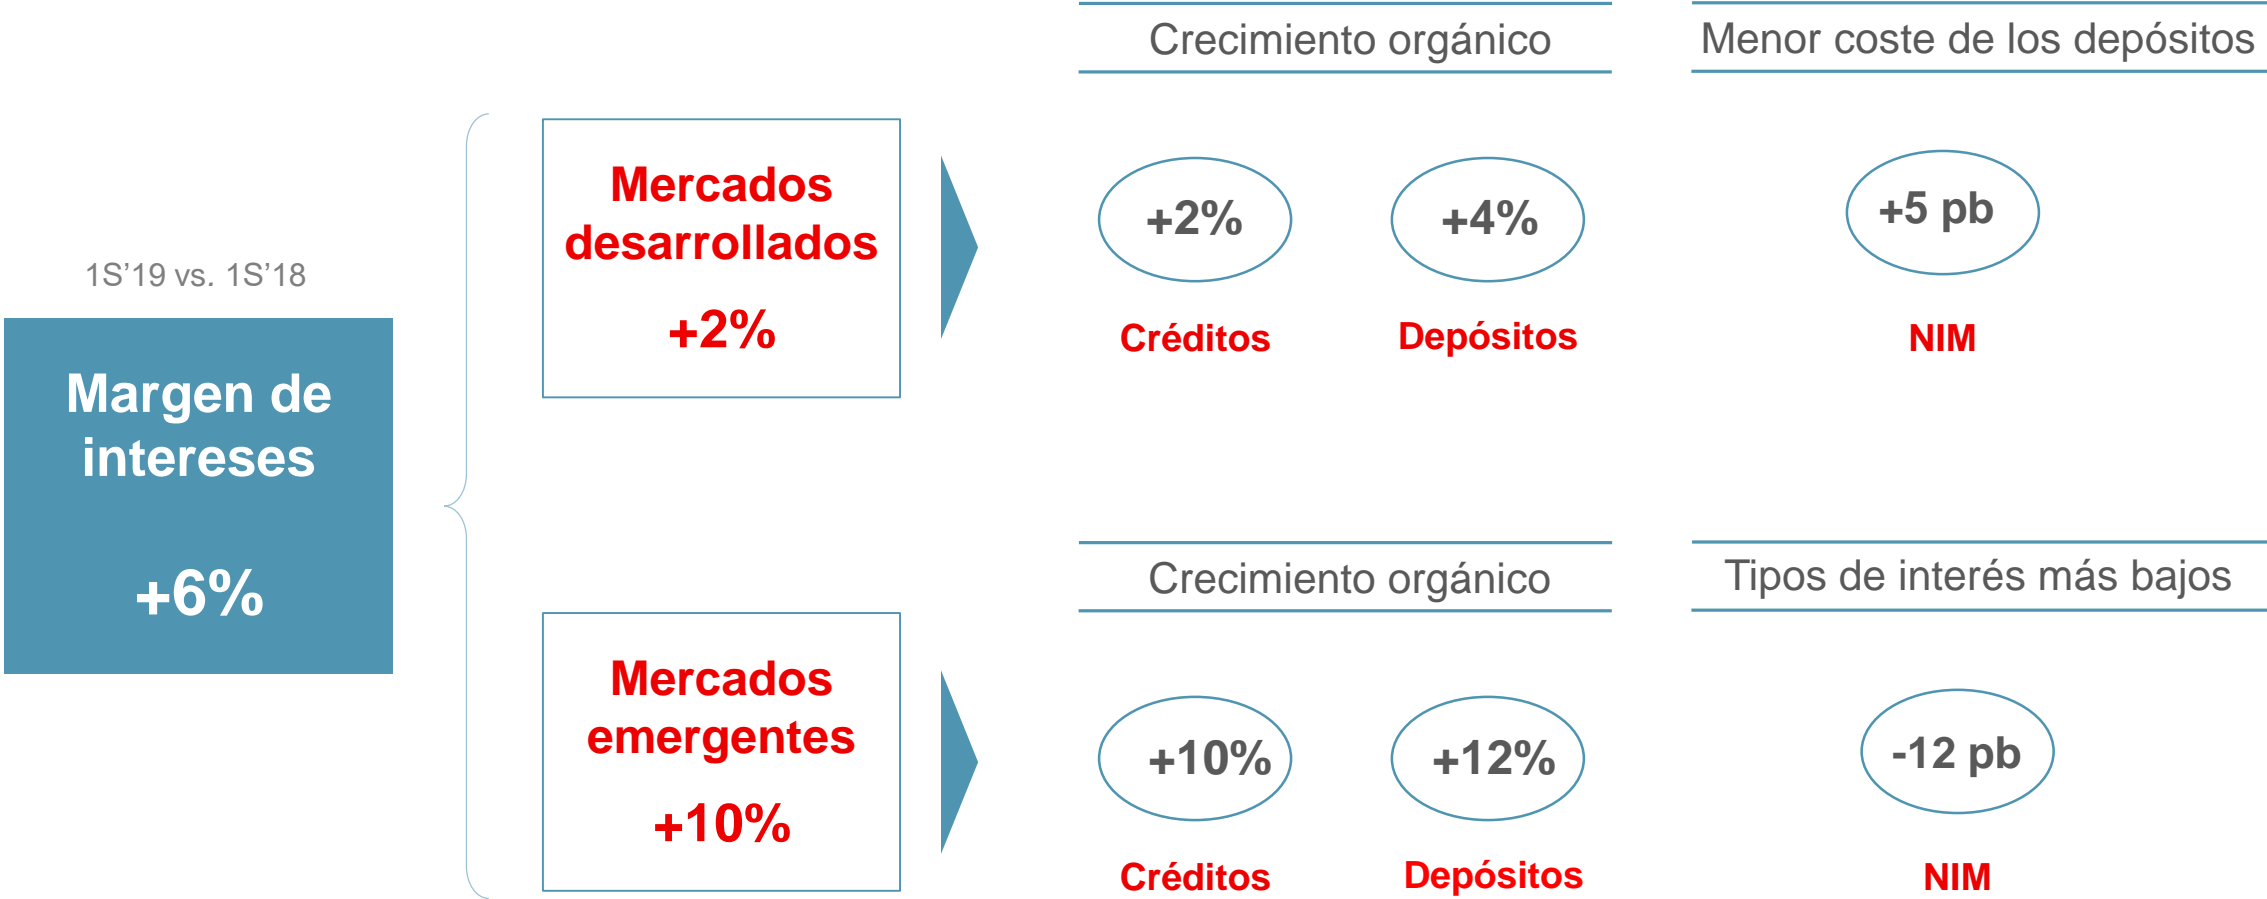 1S’19 vs. 1S’18
Margen de
intereses
+6%
Mercados
desarrollados
+2%
Crecimiento orgánico
+2%
+4%
Créditos
Depósitos
Menor coste de los depósitos
+5 pb
NIM
Mercados
emergentes
+10%
Crecimiento orgánico
+10%
+12%
Créditos
Depósitos
Tipos de interés más bajos
-12 pb
NIM